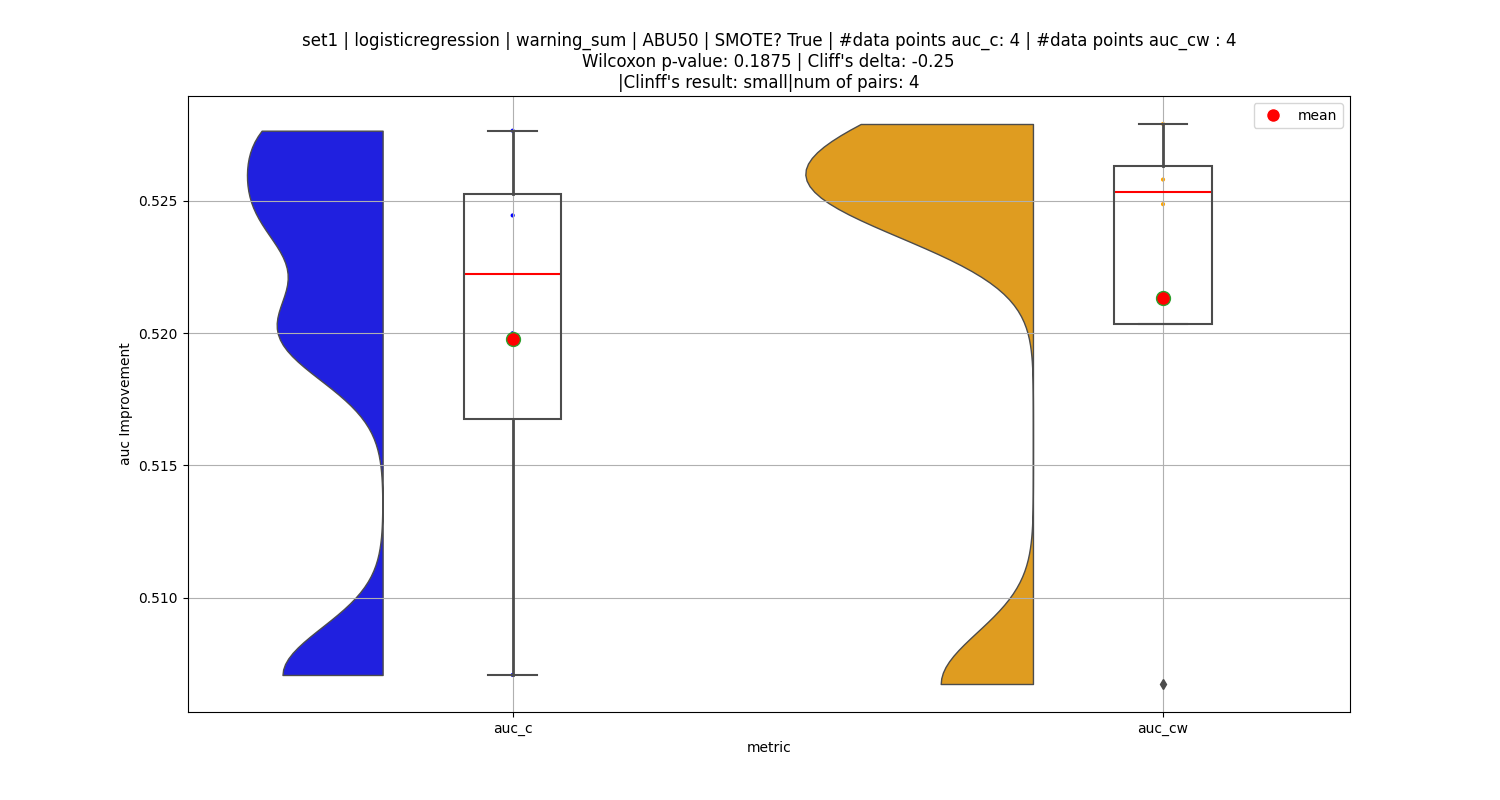 set1 | logisticregression | warning_sum | ABU50 | SMOTE? True | #data points auc_c: 4 | #data points auc_cw : 4
Wilcoxon p-value: 0.1875 | Cliff's delta: -0.25
|Clinff's result: small|num of pairs: 4
mean
0.525
0.520
0.515
0.510
auc Improvement
auc_c
auc_cw
metric